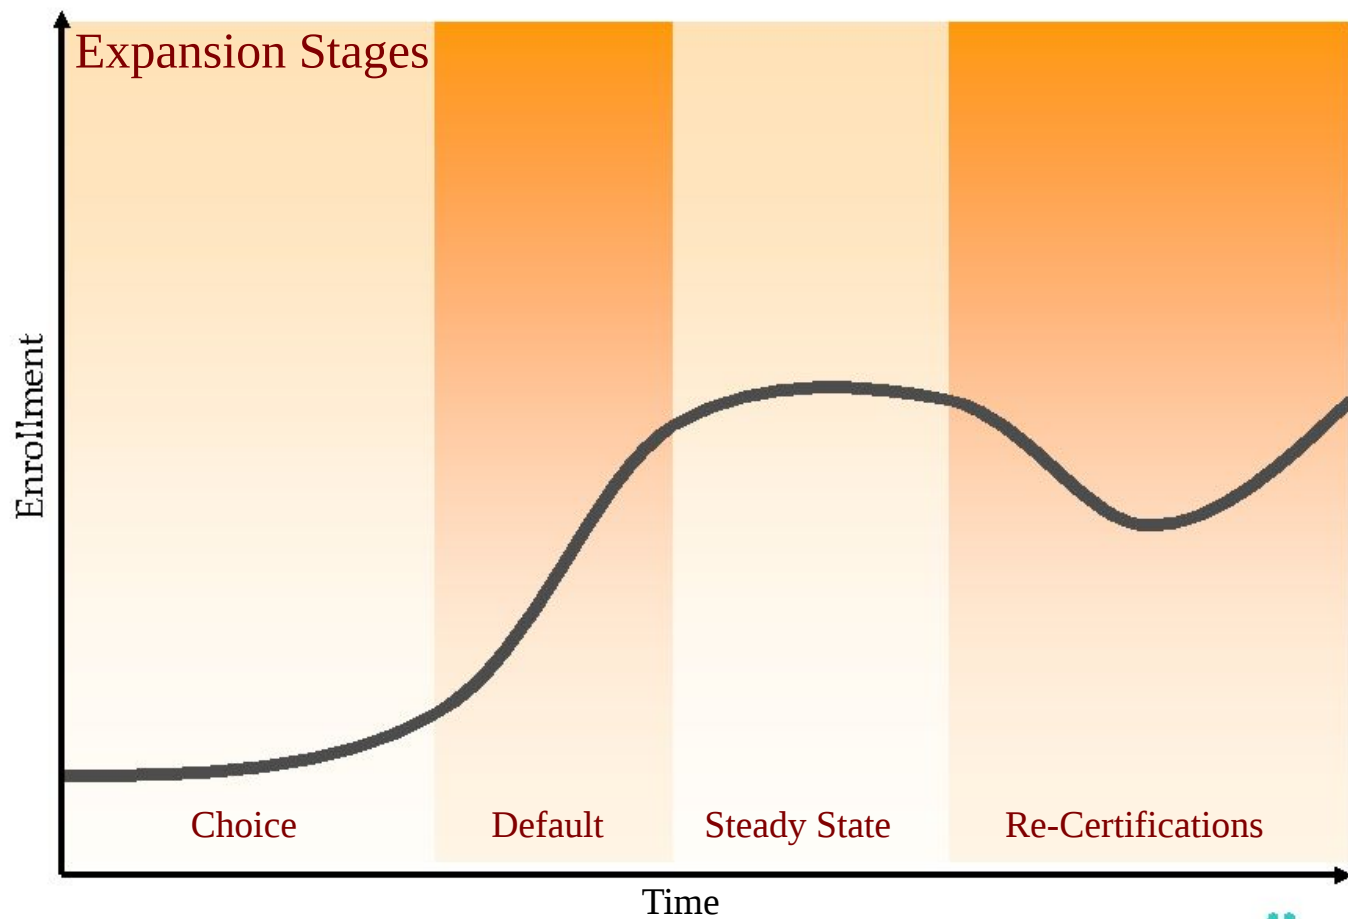 Expansion Stages
Enrollment
Choice
Default
Steady State
Re-Certifications
Time